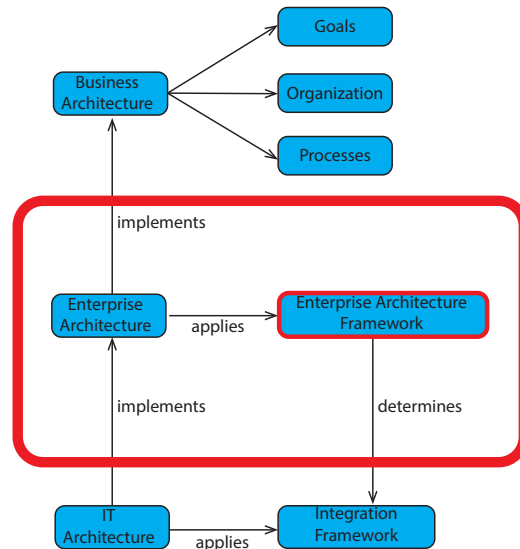 Goals
Business
Architecture
Organization
Processes
implements
Enterprise
Architecture
applies
Enterprise Architecture
Framework
implements
determines
IT
Architecture
applies
Integration
Framework